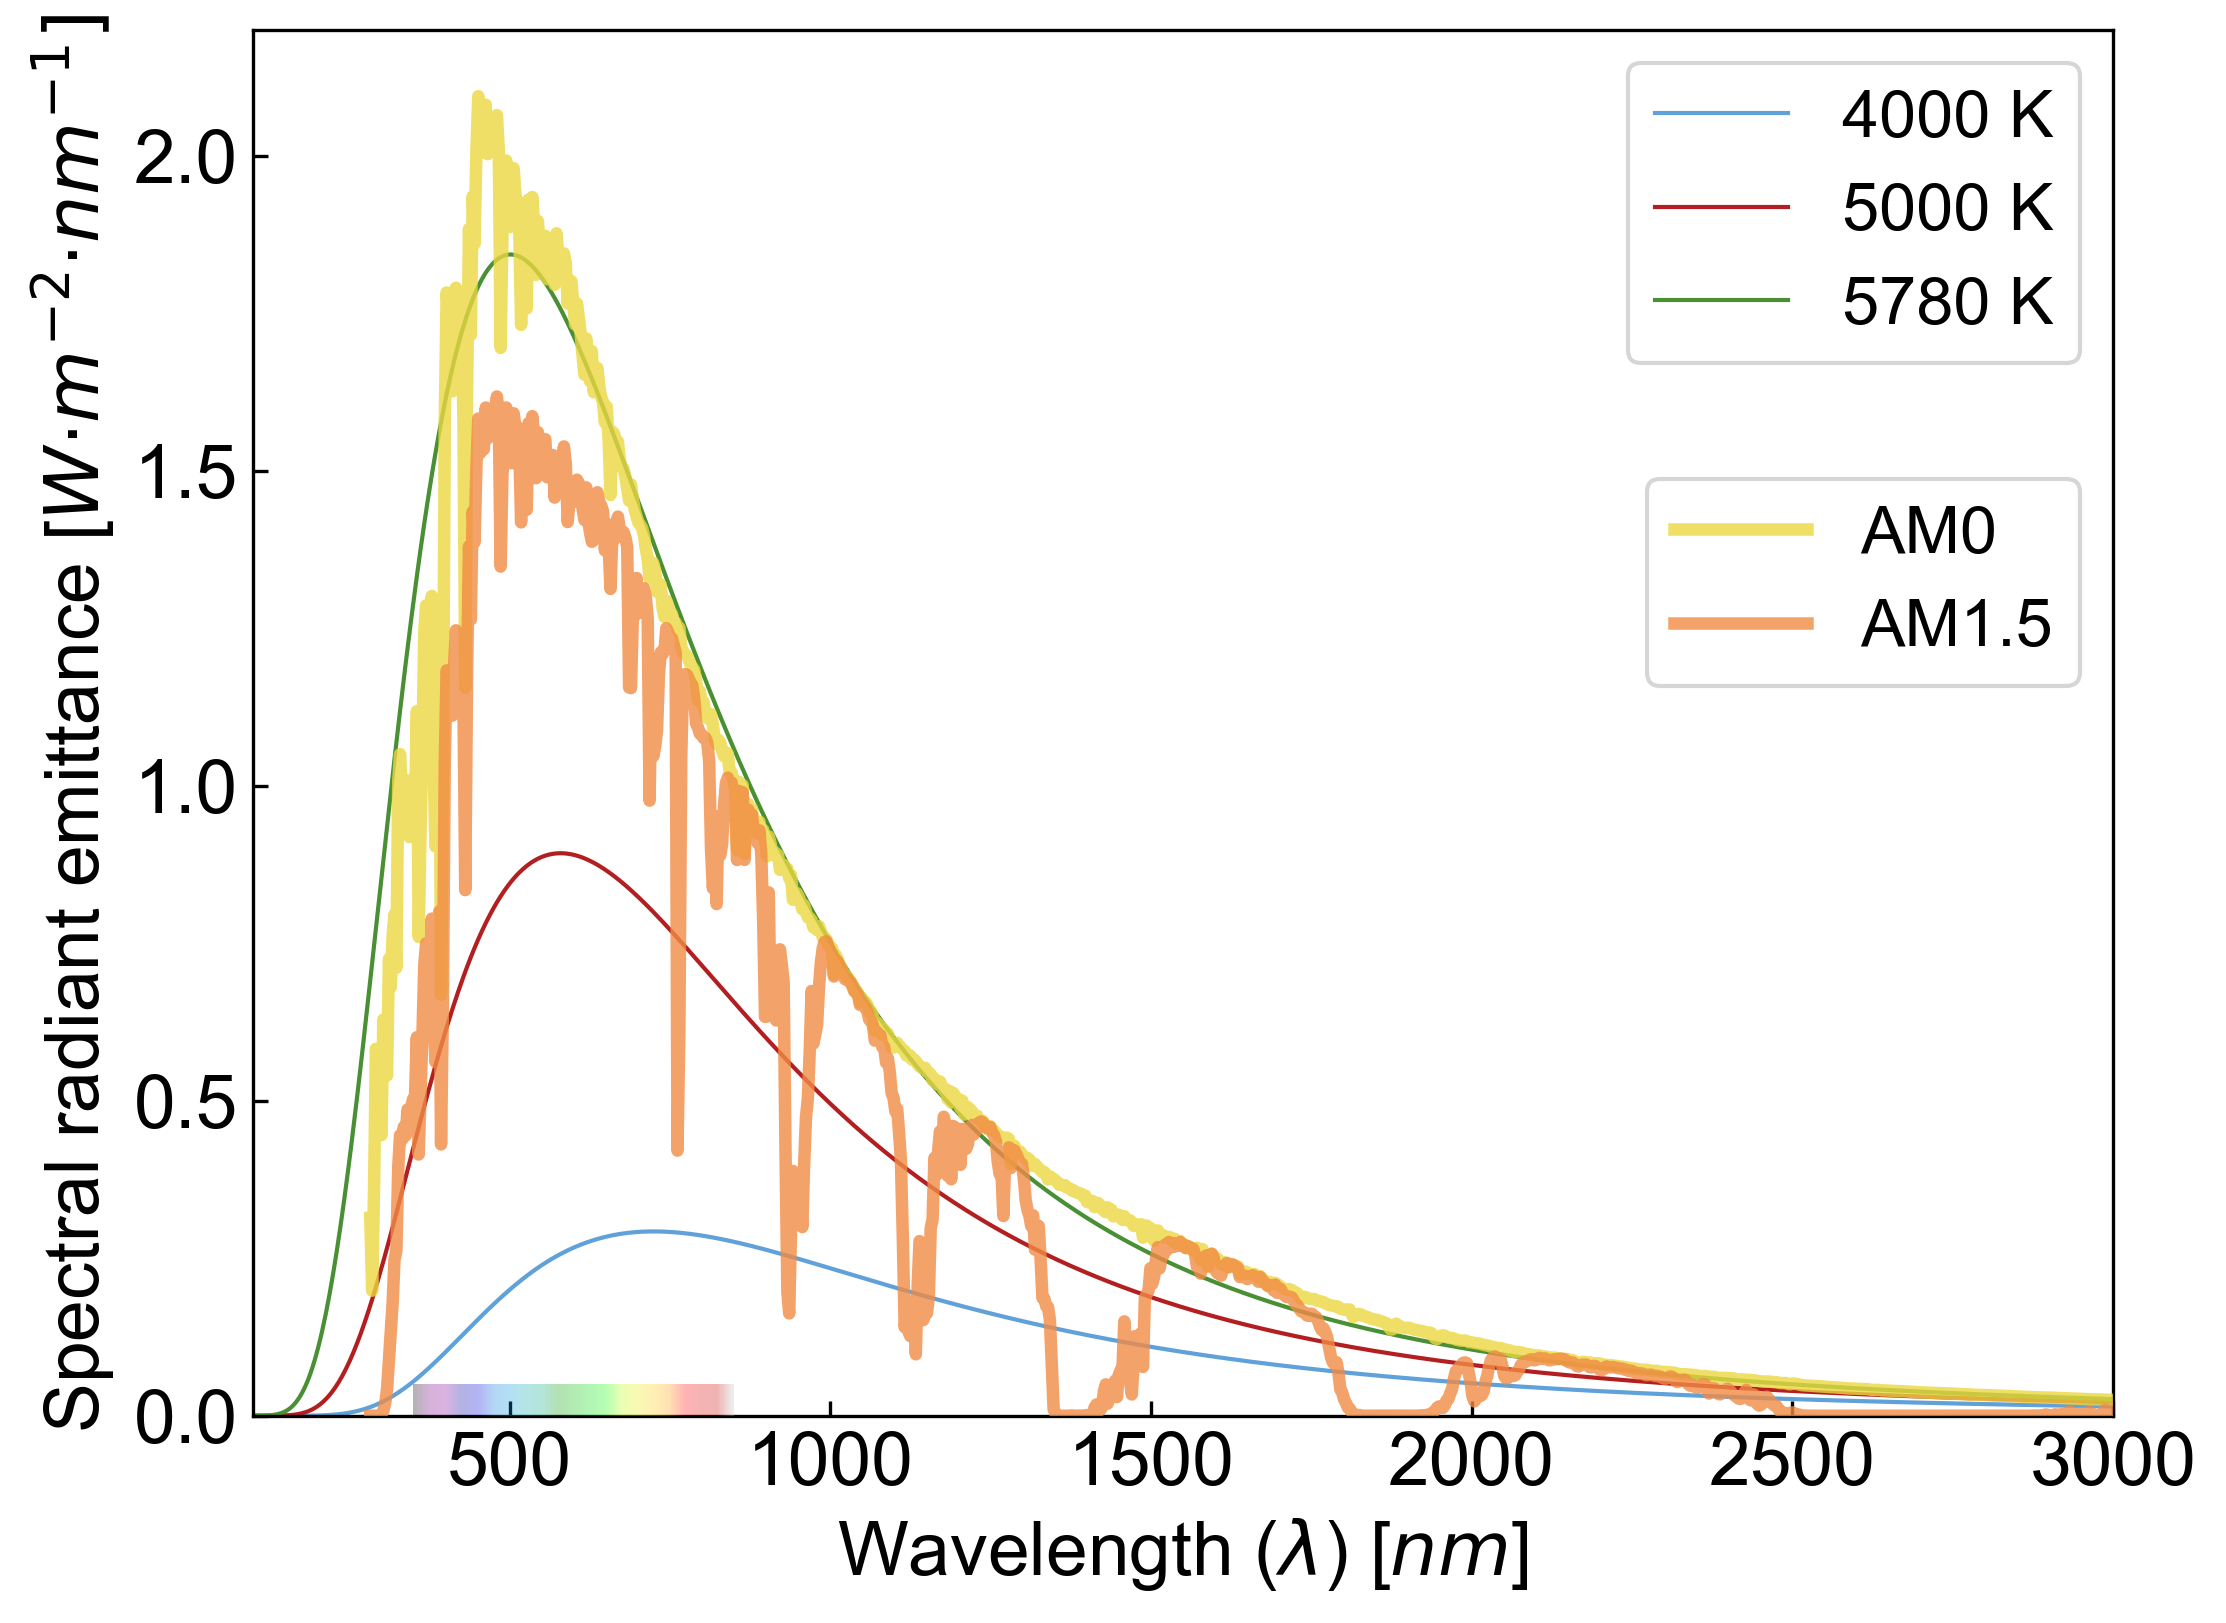 Spectral radiant emittance [W·m⁻²·nm⁻¹]
2.0
1.5
1.0
0.5
0.0
4000 K
5000 K
5780 K
AM0
AM1.5
500 1000 1500 2000 2500 3000
Wavelength (λ) [nm]